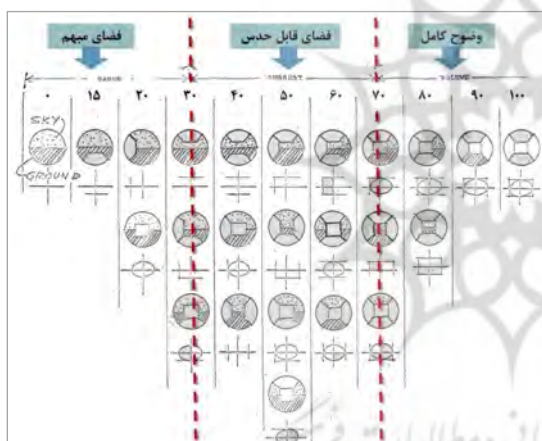 وضوح کامل    فضای قابل حدس    فضای مبهم
VOLUME
۰ ۱۵ ۲۰ ۳۰ ۴۰ ۵۰ ۶۰ ۷۰ ۸۰ ۹۰ ۱۰۰
SKY
GROUND